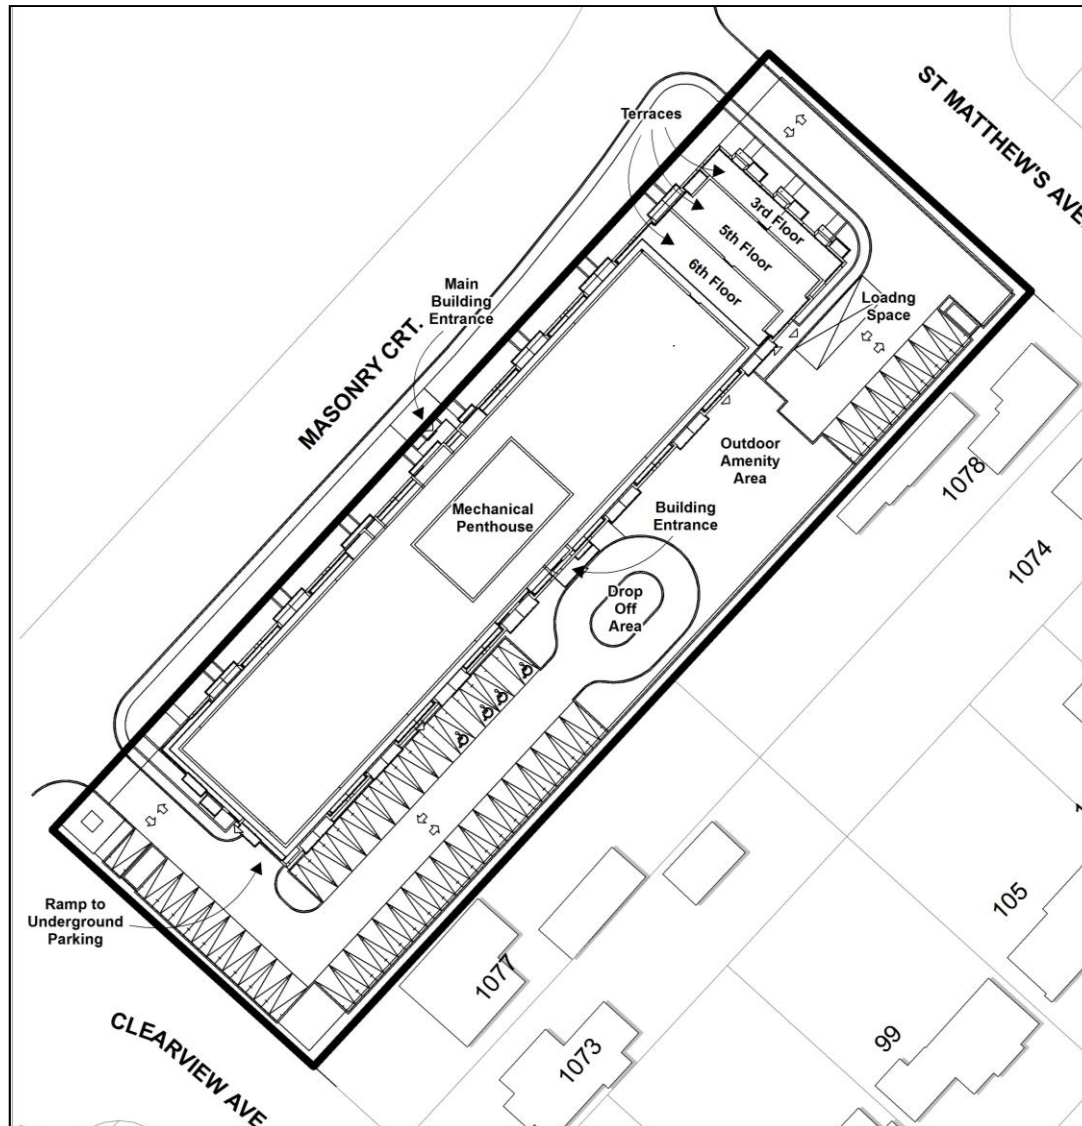 ST MATTHEW'S AVE
Terraces
3rd Floor
5th Floor
6th Floor
Main
Building
Entrance
Loadng
Space
MASONRY CRT.
Outdoor
Amenity
Area
1078
Mechanical
Penthouse
Building
Entrance
1074
Drop
Off
Area
Ramp to
Underground
Parking
105
1077
99
1073
CLEARVIEW AVE